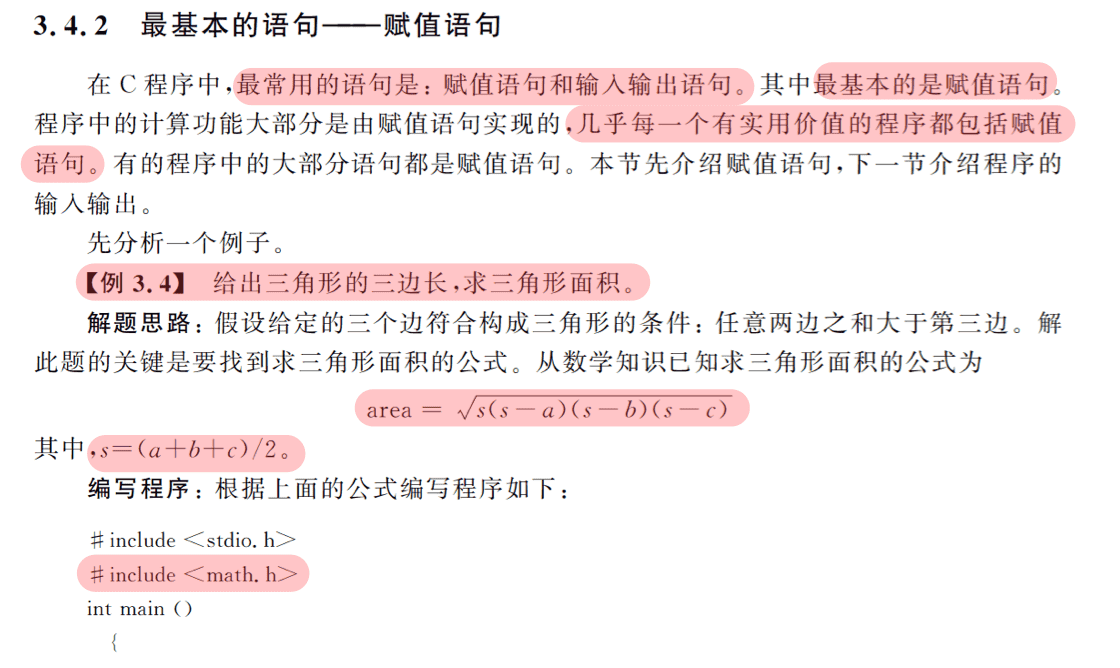 3.4.2 最基本的语句——赋值语句
在 C 程序中,最常用的语句是:赋值语句和输入输出语句。其中最基本的是赋值语句。
程序中的计算功能大部分是由赋值语句实现的,几乎每一个有实用价值的程序都包括赋值
语句。有的程序中的大部分语句都是赋值语句。本节先介绍赋值语句,下一节介绍程序的
输入输出。
先分析一个例子。
【例 3.4】 给出三角形的三边长,求三角形面积。
解题思路:假设给定的三个边符合构成三角形的条件:任意两边之和大于第三边。解
此题的关键是要找到求三角形面积的公式。从数学知识已知求三角形面积的公式为
area = √s(s-a)(s-b)(s-c)
其中,s=(a+b+c)/2。
编写程序:根据上面的公式编写程序如下:
#include <stdio.h>
#include <math.h>
int main ()
{